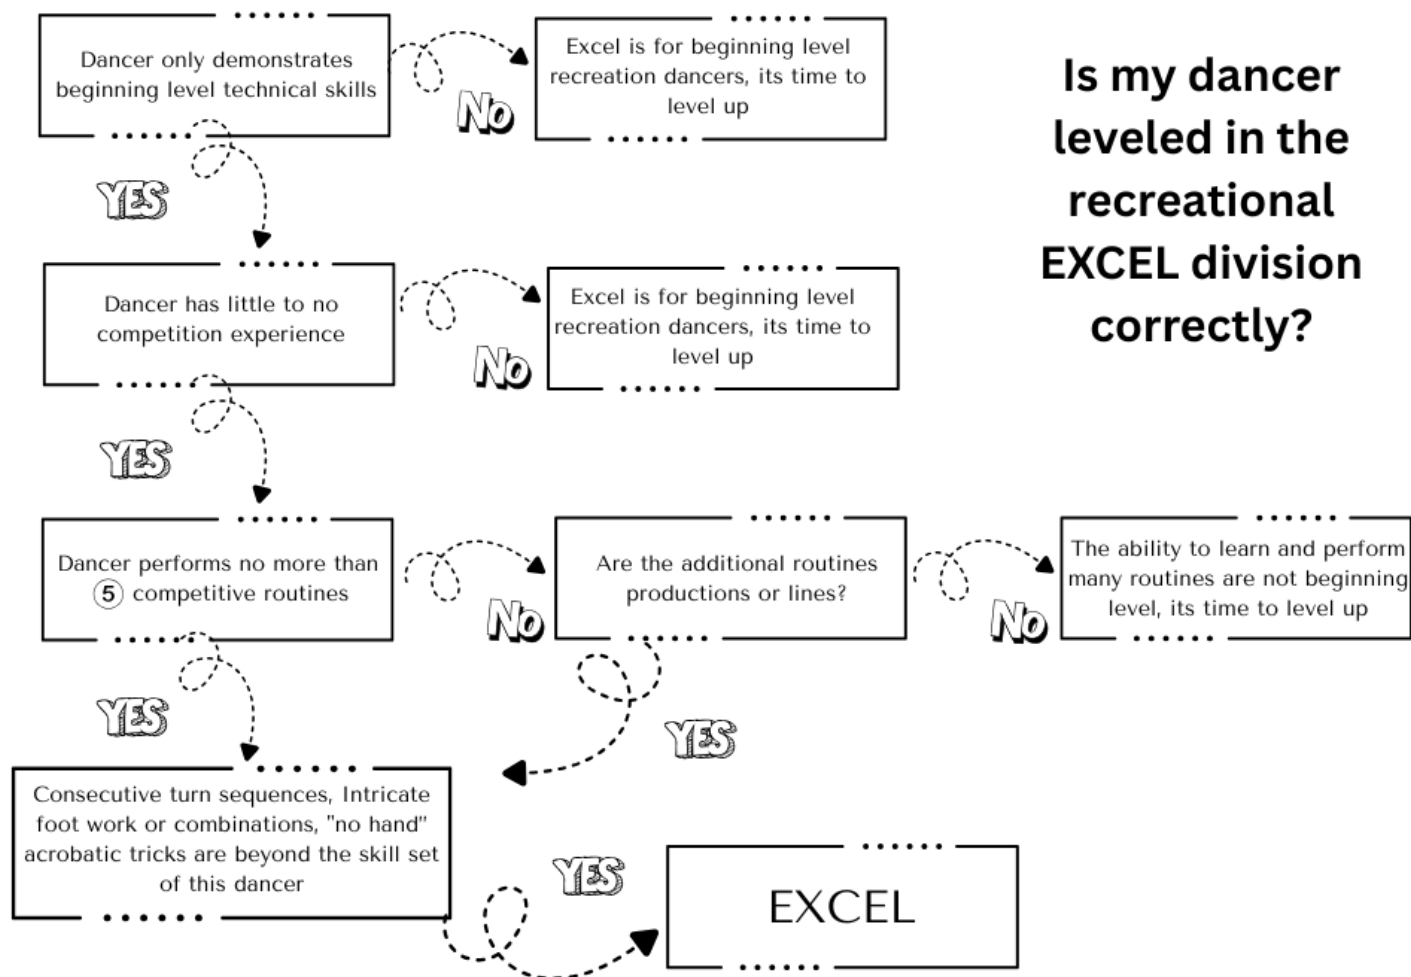 Is my dancer
leveled in the
recreational
EXCEL division
correctly?
Dancer only demonstrates
beginning level technical skills
NO
Excel is for beginning level
recreation dancers, its time to
level up
YES
Dancer has little to no
competition experience
NO
Excel is for beginning level
recreation dancers, its time to
level up
YES
Dancer performs no more than
5 competitive routines
NO
Are the additional routines
productions or lines?
NO
The ability to learn and perform
many routines are not beginning
level, its time to level up
YES
YES
Consecutive turn sequences, Intricate
foot work or combinations, "no hand"
acrobatic tricks are beyond the skill set
of this dancer
YES
EXCEL